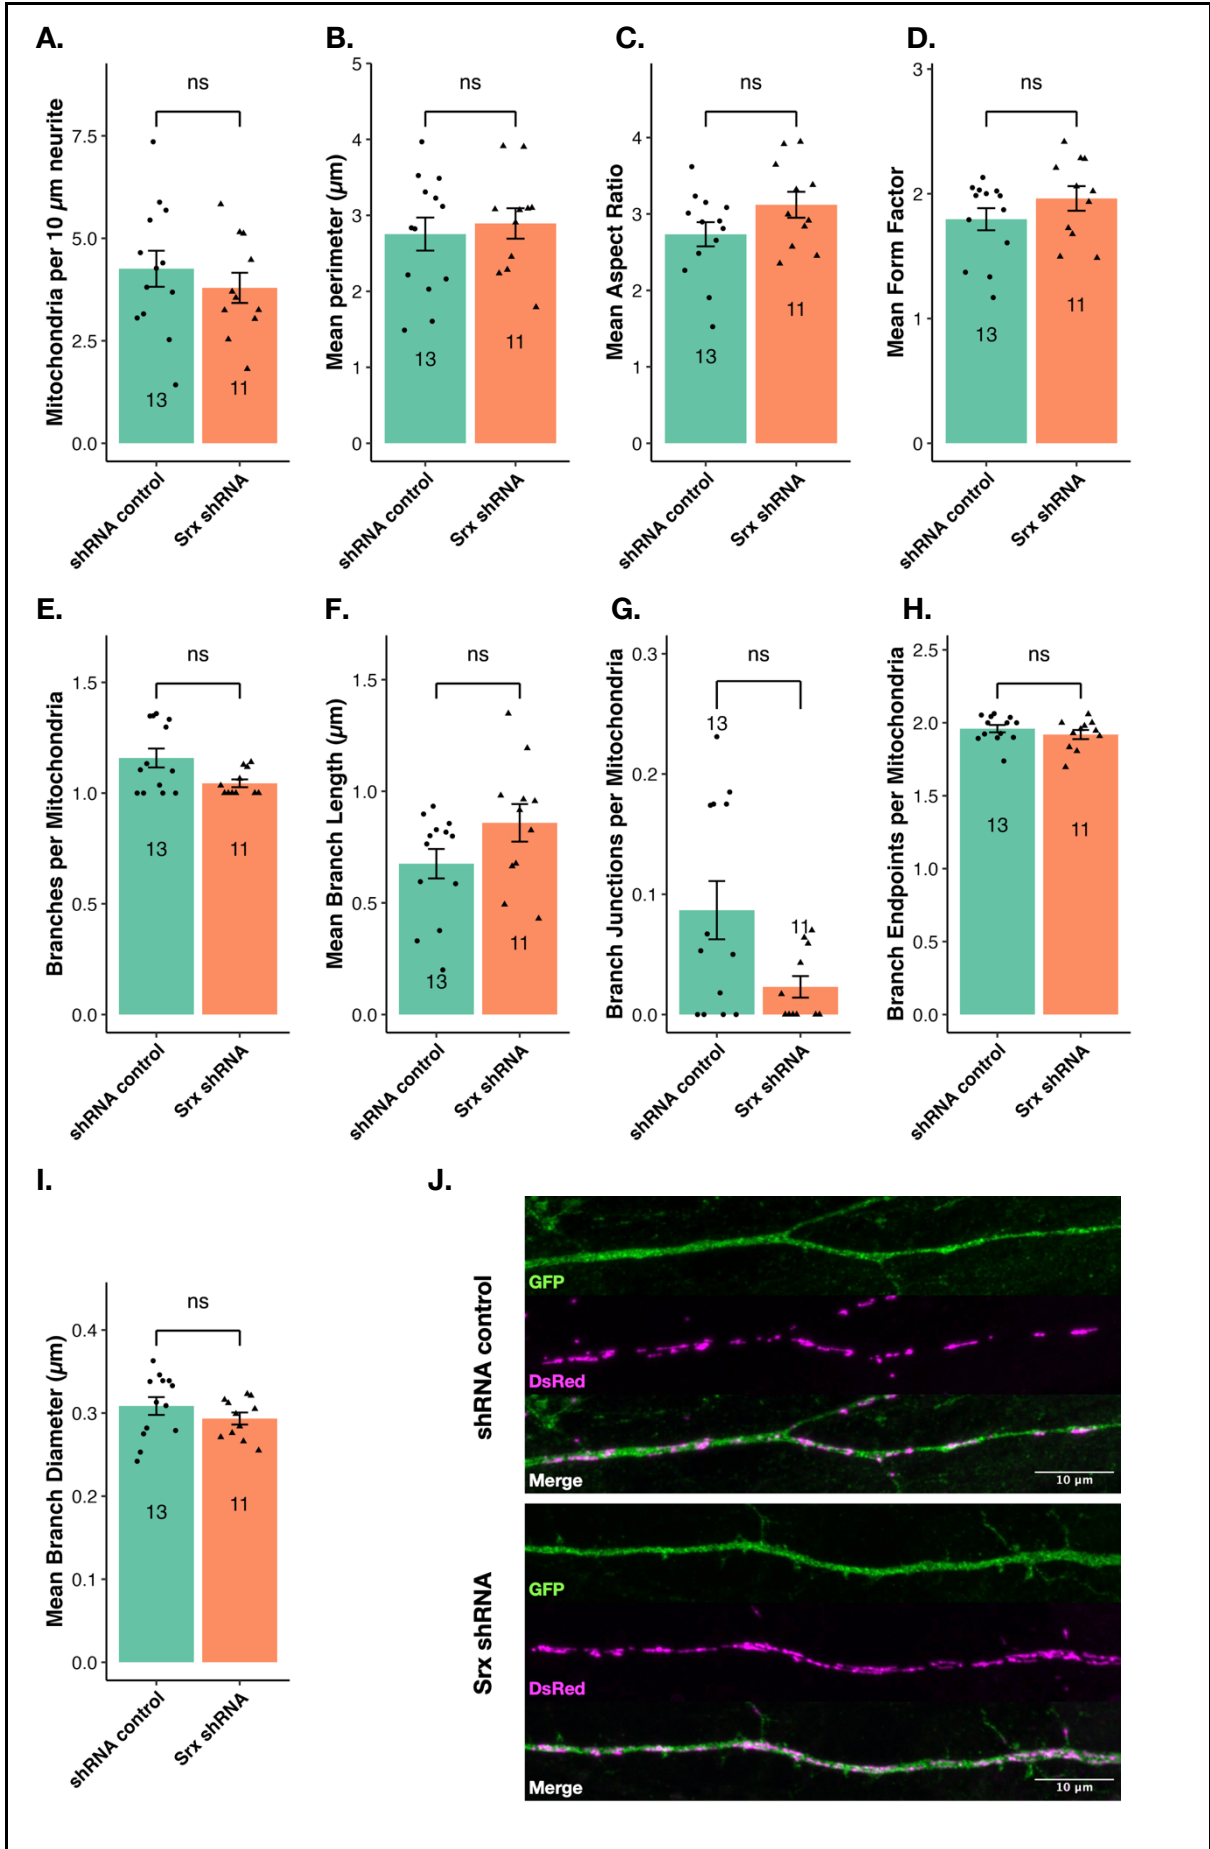 A.
B.
C.
D.
Mitochondria per 10 µm neurite
7.5
5.0
2.5
0.0
ns
13
11
shRNA control
Srx shRNA
Mean perimeter (µm)
5
4
3
2
1
0
ns
13
11
shRNA control
Srx shRNA
Mean Aspect Ratio
4
3
2
1
0
ns
13
11
shRNA control
Srx shRNA
Mean Form Factor
3
2
1
0
ns
13
11
shRNA control
Srx shRNA
E.
F.
G.
H.
Branches per Mitochondria
1.5
1.0
0.5
0.0
ns
13
11
shRNA control
Srx shRNA
Mean Branch Length (µm)
1.5
1.0
0.5
0.0
ns
13
11
shRNA control
Srx shRNA
Branch Junctions per Mitochondria
0.3
0.2
0.1
0.0
ns
13
11
shRNA control
Srx shRNA
Branch Endpoints per Mitochondria
2.5
2.0
1.5
1.0
0.5
0.0
ns
13
11
shRNA control
Srx shRNA
I.
J.
Mean Branch Diameter (µm)
0.4
0.3
0.2
0.1
0.0
ns
13
11
shRNA control
Srx shRNA
shRNA control
GFP
DsRed
Merge
10 µm
Srx shRNA
GFP
DsRed
Merge
10 µm